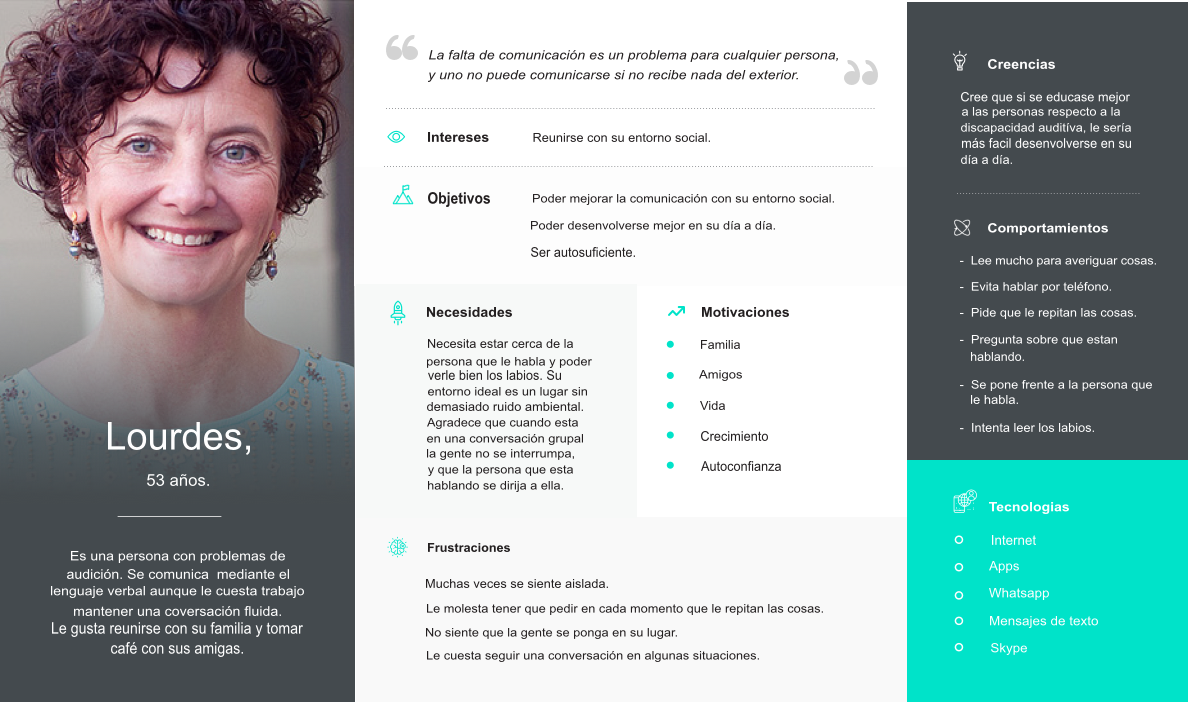 Lourdes,
53 años.
Es una persona con problemas de
audición. Se comunica  mediante el
lenguaje verbal aunque le cuesta trabajo
mantener una coversación fluida.
Le gusta reunirse con su familia y tomar
café con sus amigas.
“ La falta de comunicación es un problema para cualquier persona,
y uno no puede comunicarse si no recibe nada del exterior. ”
Intereses
Reunirse con su entorno social.
Objetivos
Poder mejorar la comunicación con su entorno social.
Poder desenvolverse mejor en su día a día.
Ser autosuficiente.
Necesidades
Necesita estar cerca de la
persona que le habla y poder
verle bien los labios. Su
entorno ideal es un lugar sin
demasiado ruido ambiental.
Agradece que cuando esta
en una conversación grupal
la gente no se interrumpa,
y que la persona que esta
hablando se dirija a ella.
Motivaciones
Familia
Amigos
Vida
Crecimiento
Autoconfianza
Frustraciones
Muchas veces se siente aislada.
Le molesta tener que pedir en cada momento que le repitan las cosas.
No siente que la gente se ponga en su lugar.
Le cuesta seguir una conversación en algunas situaciones.
Creencias
Cree que si se educase mejor
a las personas respecto a la
discapacidad auditíva, le sería
más facil desenvolverse en su
día a día.
Comportamientos
- Lee mucho para averiguar cosas.
- Evita hablar por teléfono.
- Pide que le repitan las cosas.
- Pregunta sobre que estan
hablando.
- Se pone frente a la persona que
le habla.
- Intenta leer los labios.
Tecnologias
Internet
Apps
Whatsapp
Mensajes de texto
Skype